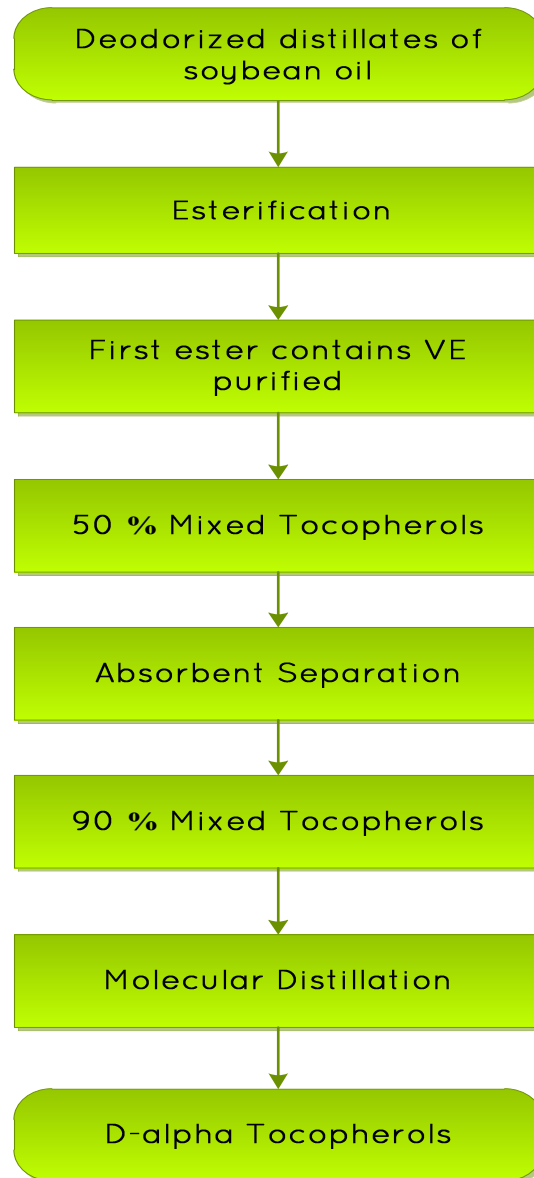 Deodorized distillates of
soybean oil
Esterification
First ester contains VE
purified
50 % Mixed Tocopherols
Absorbent Separation
90 % Mixed Tocopherols
Molecular Distillation
D-alpha Tocopherols